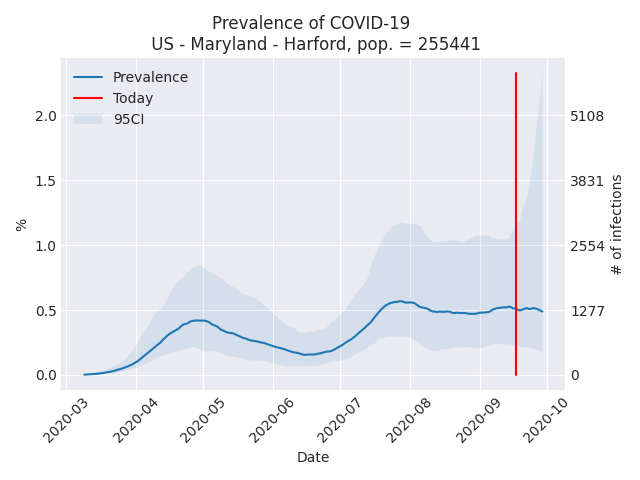 Prevalence of COVID-19
US - Maryland - Harford, pop. = 255441
Prevalence
Today
95CI
2.0
1.5
1.0
0.5
0.0
%
5108
3831
2554
1277
0
# of infections
2020-03
2020-04
2020-05
2020-06
2020-07
2020-08
2020-09
2020-10
Date